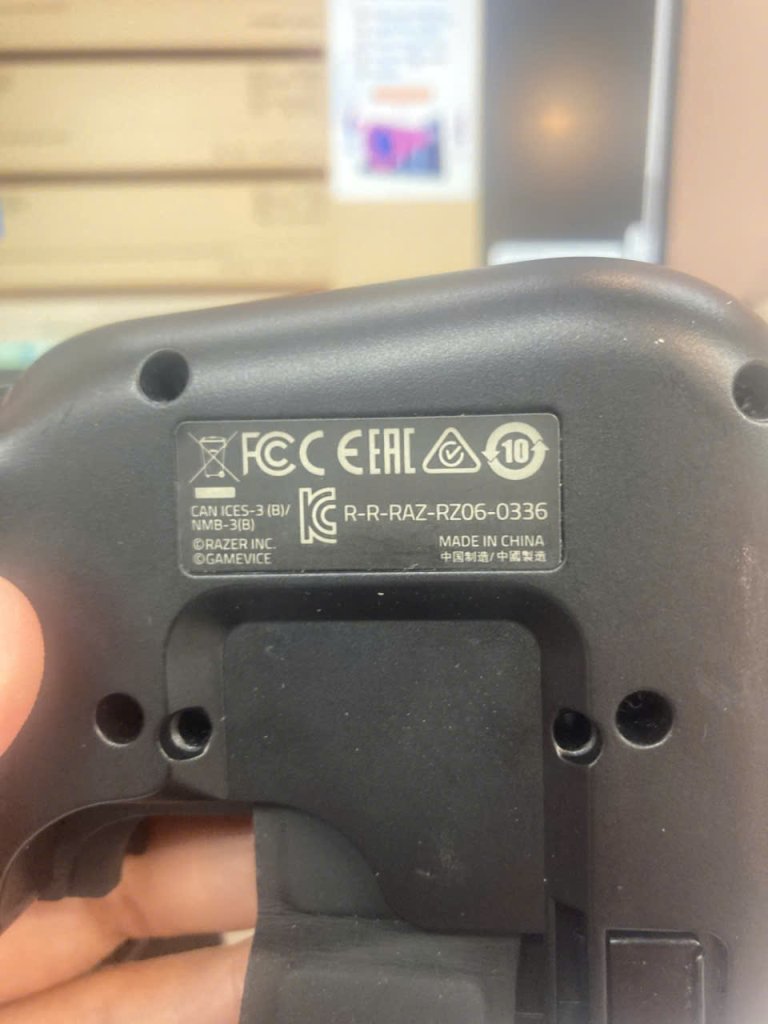 FCC CE EAC 10
CAN ICES-3 (B)/
NMB-3(B)
R-R-RAZ-RZ06-0336
©RAZER INC.
©GAMEVICE
MADE IN CHINA
中国制造/中國製造